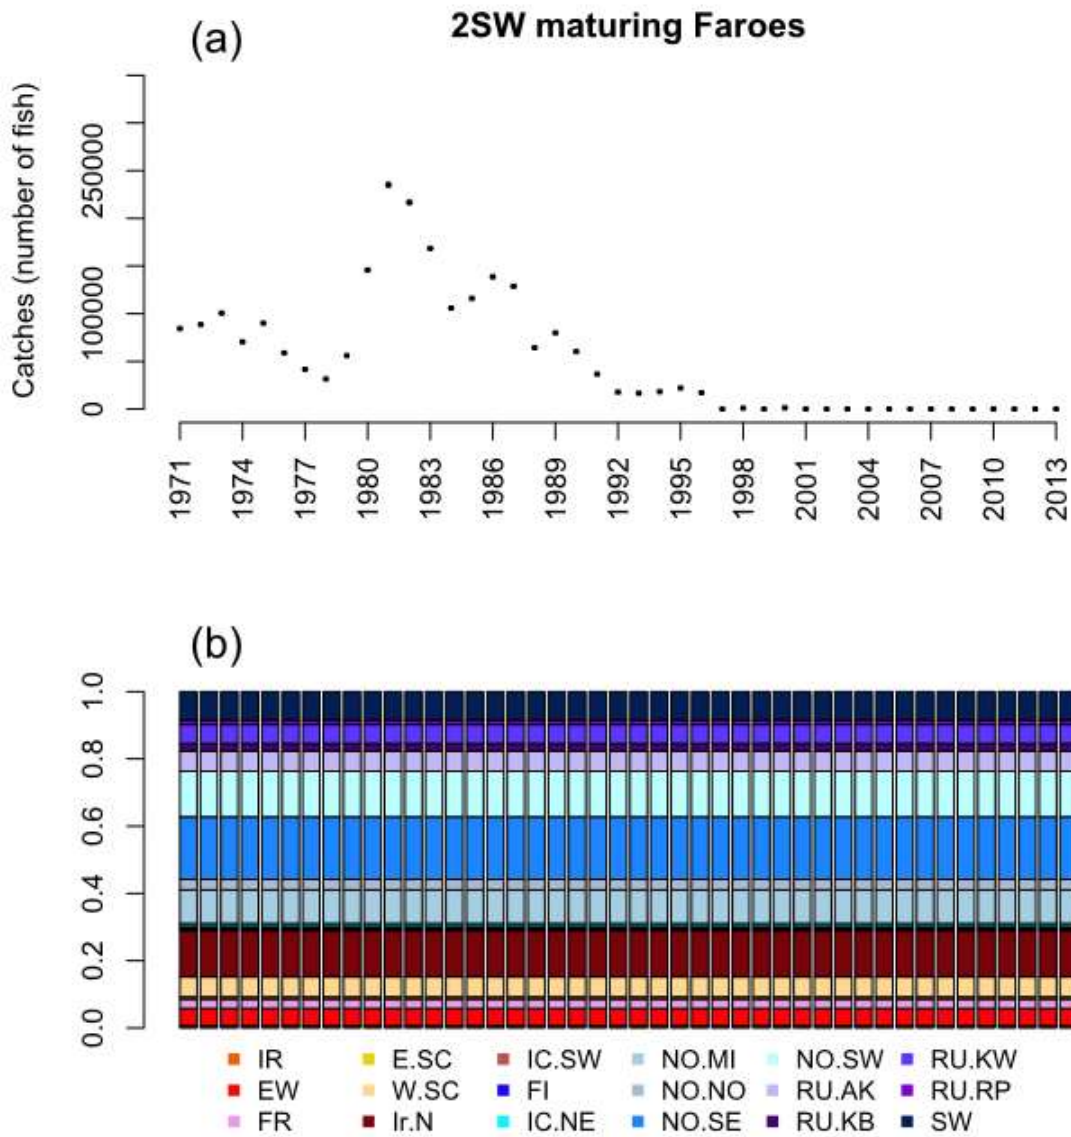 (a) 2SW maturing Faroes
Catches (number of fish)
250000
100000
0
1971 1974 1977 1980 1983 1986 1989 1992 1995 1998 2001 2004 2007 2010 2013
(b)
1.0
0.8
0.6
0.4
0.2
0.0
IR E.SC IC.SW NO.MI NO.SW RU.KW
EW W.SC FI NO.NO RU.AK RU.RP
FR Ir.N IC.NE NO.SE RU.KB SW